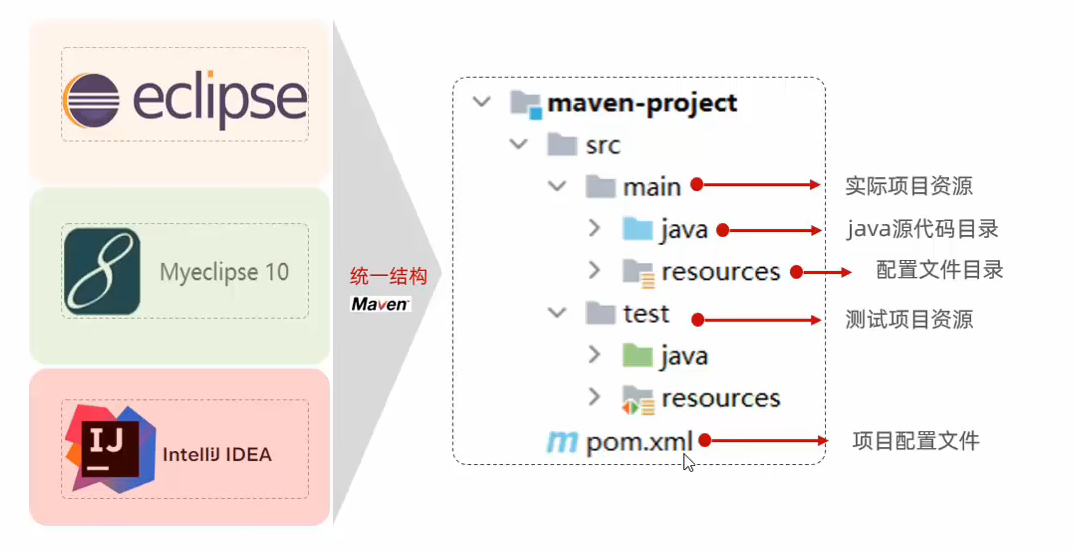 eclipse
Myeclipse 10
IntelliJ IDEA
统一结构
Maven
maven-project
src
main
实际项目资源
java
java源代码目录
resources
配置文件目录
test
测试项目资源
java
resources
pom.xml
项目配置文件